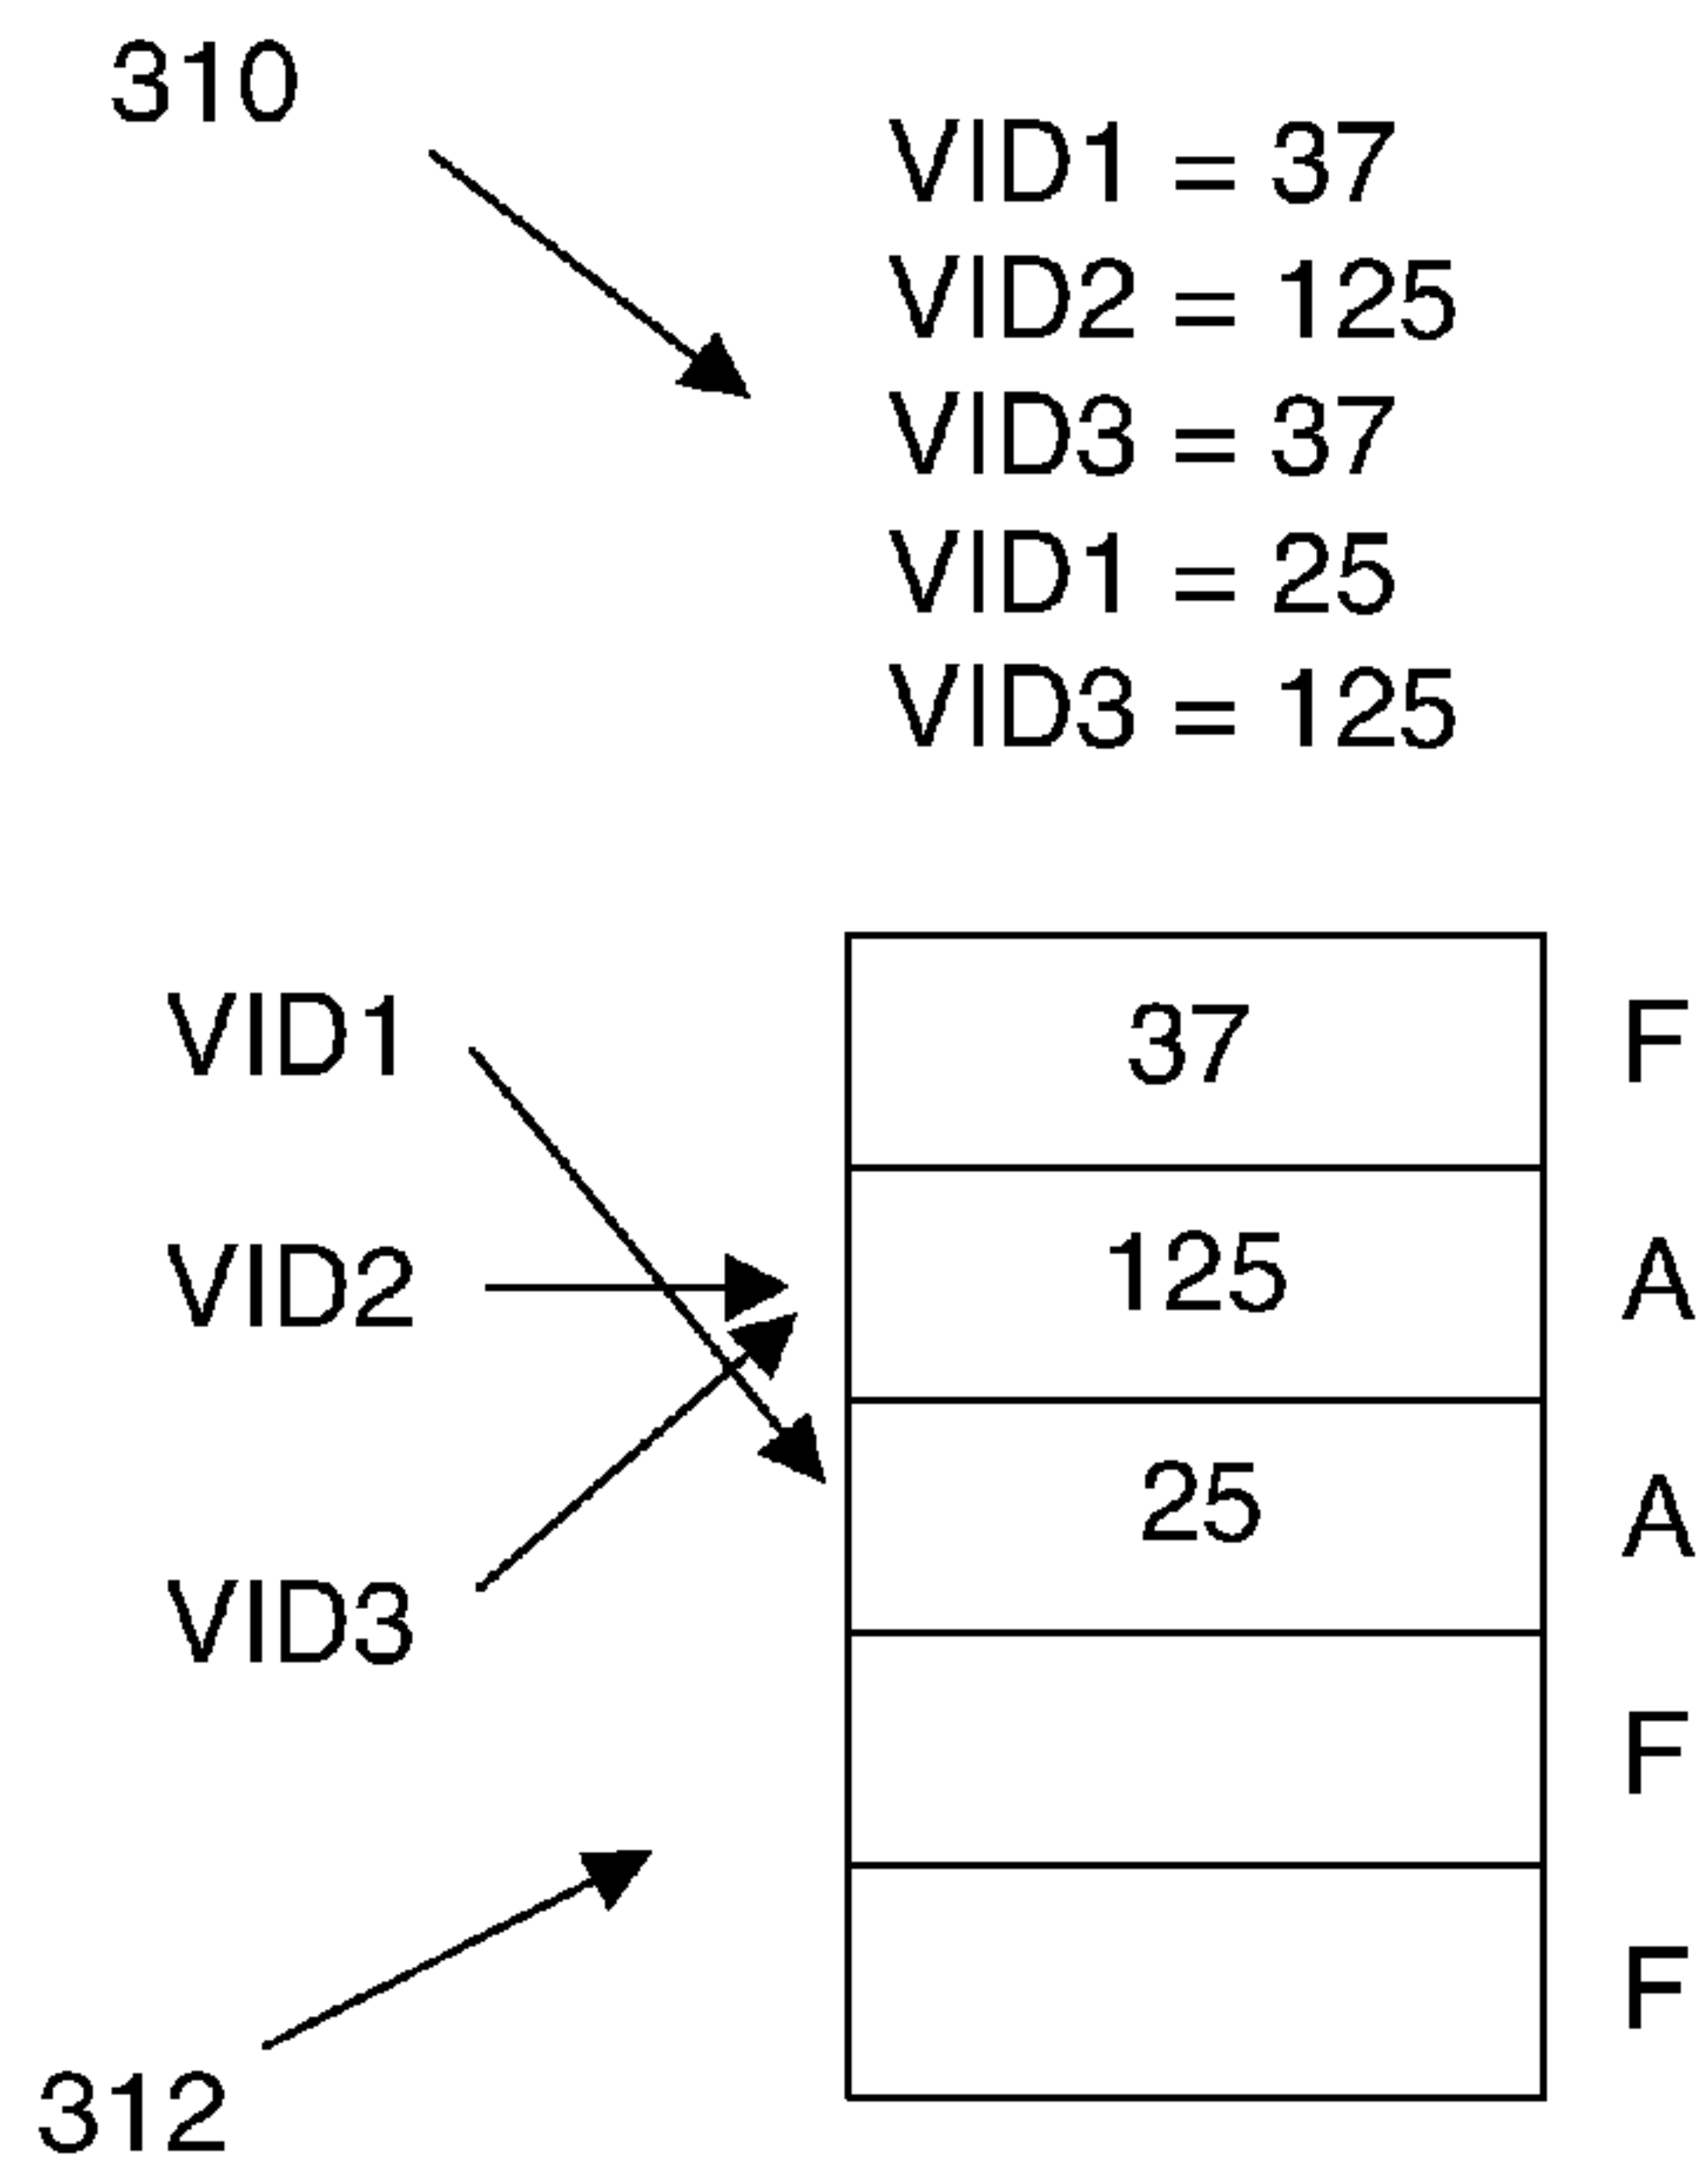 310
VID1 = 37
VID2 = 125
VID3 = 37
VID1 = 25
VID3 = 125
VID1 37 F
VID2 125 A
25 A
VID3
F
F
312